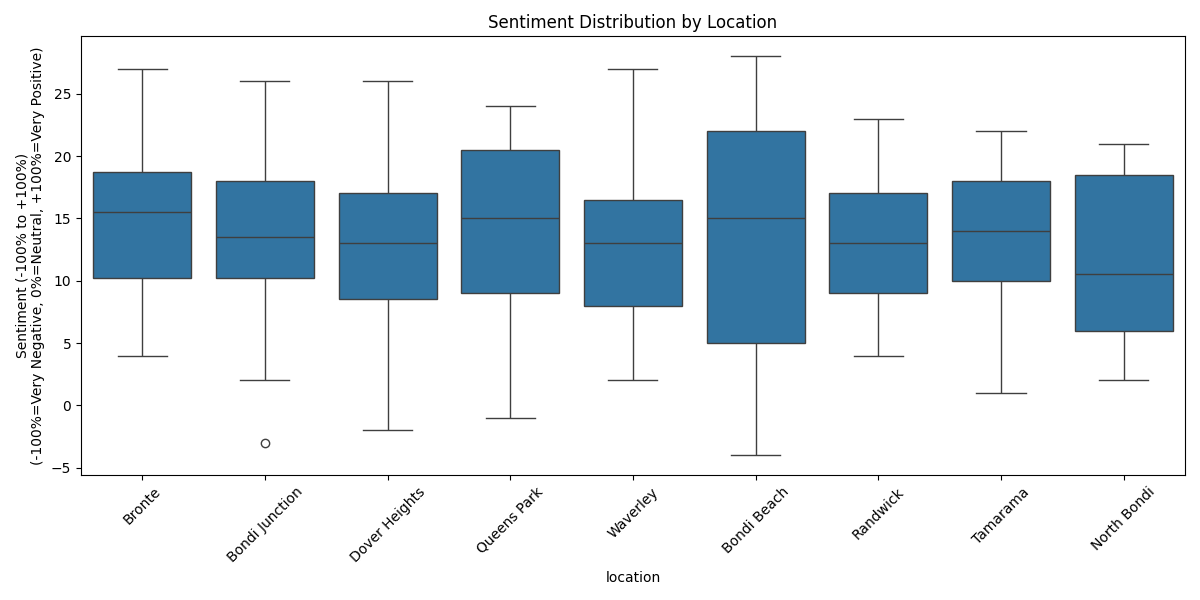 Sentiment Distribution by Location
Sentiment (-100% to +100%)
(-100%=Very Negative, 0%=Neutral, +100%=Very Positive)
25
20
15
10
5
0
−5
Bronte
Bondi Junction
Dover Heights
Queens Park
Waverley
Bondi Beach
Randwick
Tamarama
North Bondi
location